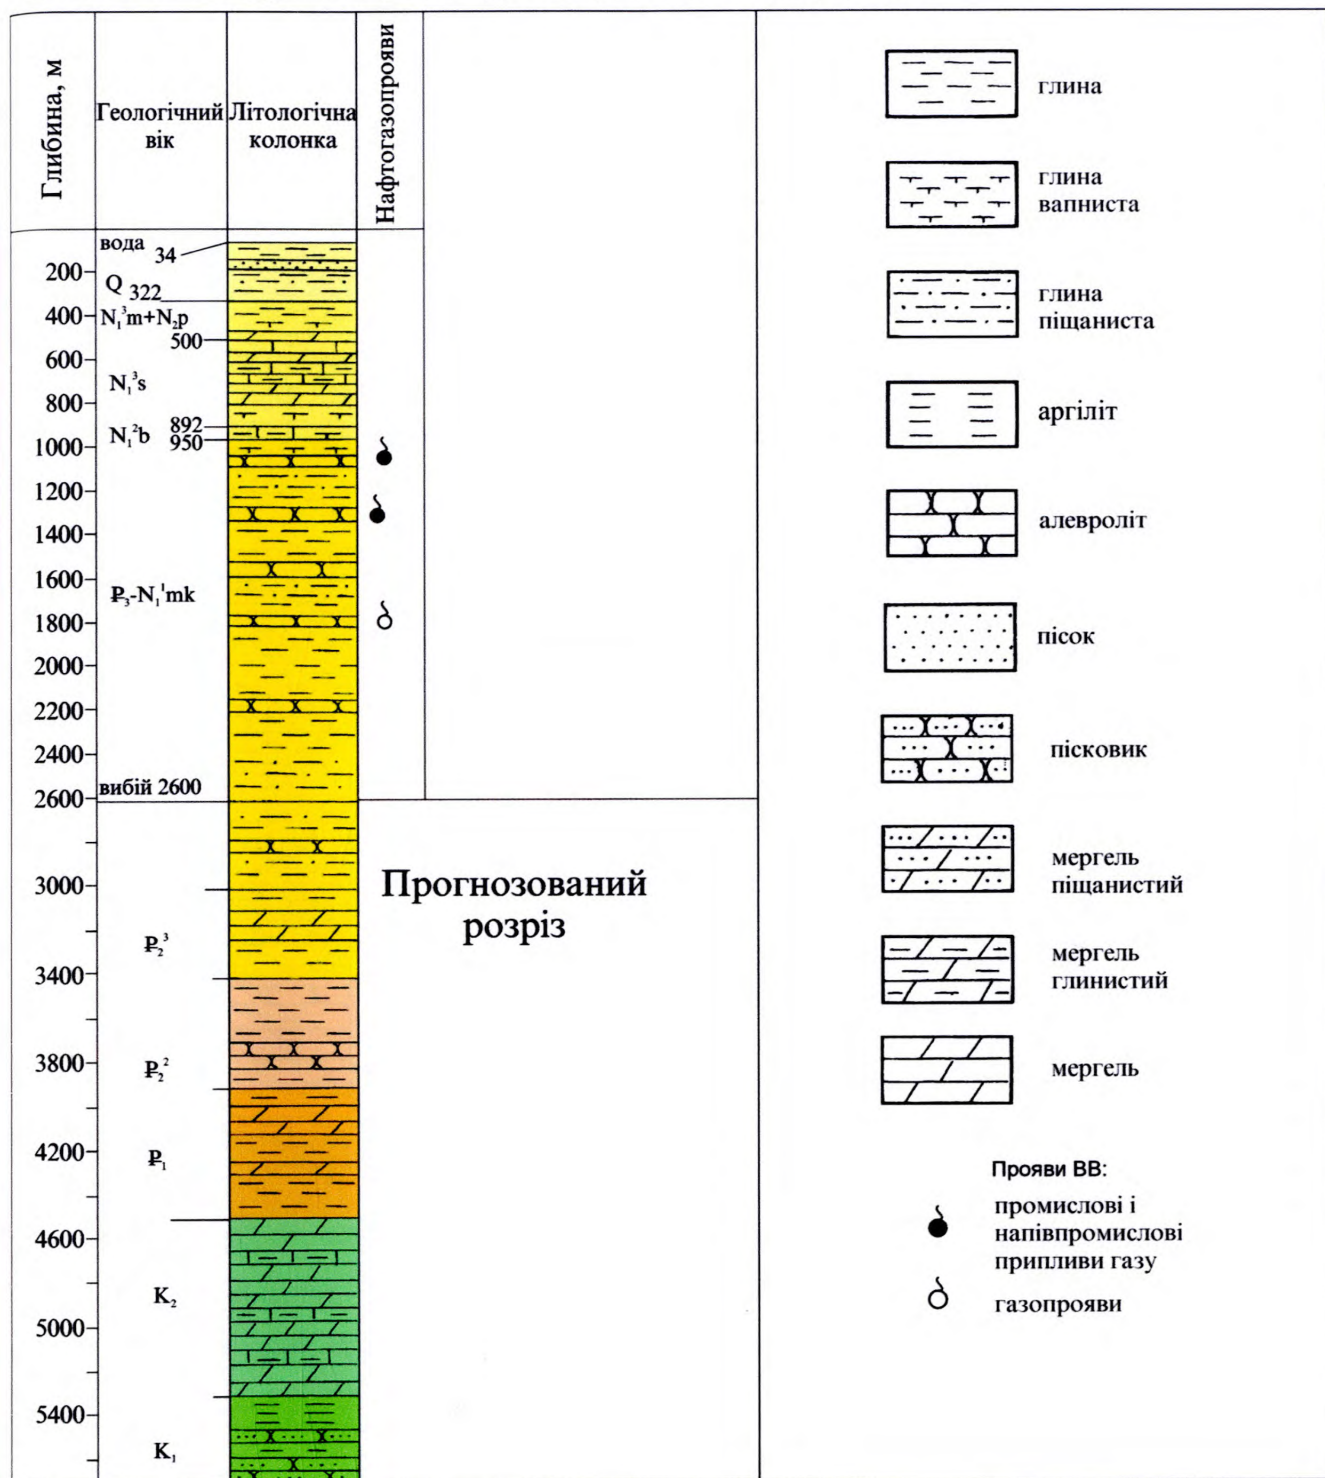 Глибина, м
Геологічний
вік
Літологічна
колонка
Нафтогазопрояви
вода 34
200
Q 322
400
N₁³m+N₂p
500
600
N₁³s
800
892
N₁²b
950
1000
1200
1400
1600
₽₃-N₁¹mk
1800
2000
2200
2400
вибій 2600
2600
3000
Прогнозований
розріз
₽₂³
3400
3800
₽₂²
4200
₽₁
4600
K₂
5000
5400
K₁
глина
глина
вапниста
глина
піщаниста
аргіліт
алевроліт
пісок
пісковик
мергель
піщанистий
мергель
глинистий
мергель
Прояви ВВ:
промислові і
напівпромислові
припливи газу
газопрояви